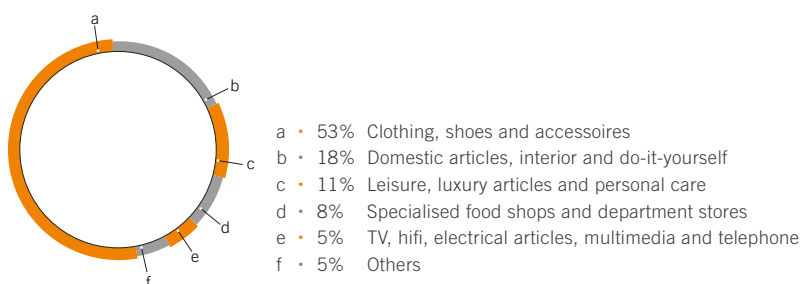 a
b
c
d
e
f
a • 53% Clothing, shoes and accessoires
b • 18% Domestic articles, interior and do-it-yourself
c • 11% Leisure, luxury articles and personal care
d • 8% Specialised food shops and department stores
e • 5% TV, hifi, electrical articles, multimedia and telephone
f • 5% Others